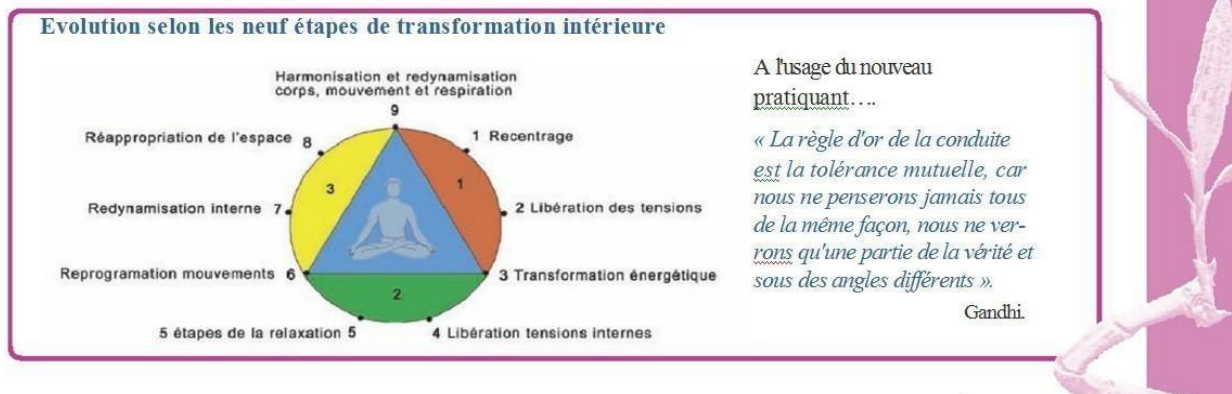 Evolution selon les neuf étapes de transformation intérieure
Harmonisation et redynamisation
corps, mouvement et respiration
9
1 Recentrage
2 Libération des tensions
3 Transformation énergétique
4 Libération tensions internes
5 étapes de la relaxation 5
Reprogramation mouvements 6
Redynamisation interne 7
Réappropriation de l'espace 8
1
2
3
A l'usage du nouveau
pratiquant….
« La règle d'or de la conduite
est la tolérance mutuelle, car
nous ne penserons jamais tous
de la même façon, nous ne ver-
rons qu'une partie de la vérité et
sous des angles différents ».
Gandhi.